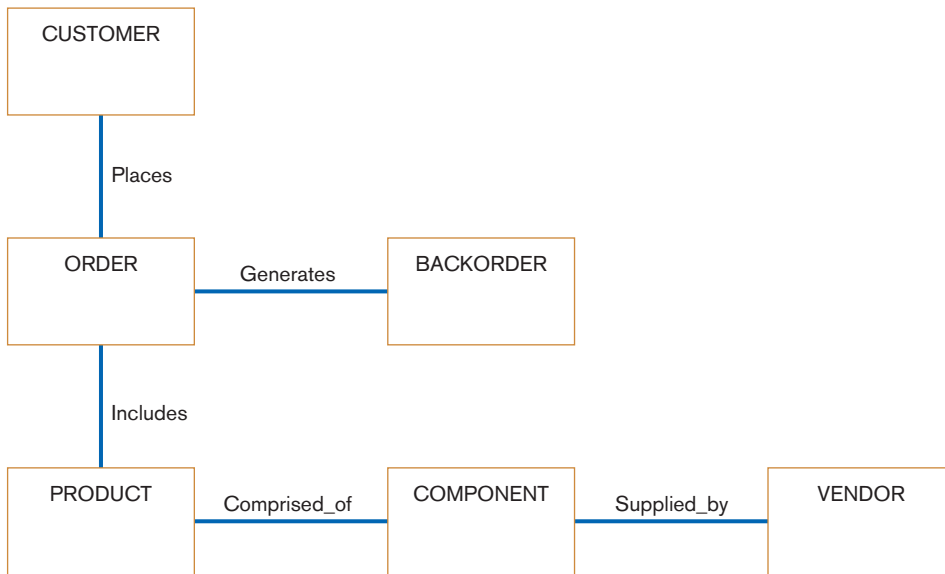 CUSTOMER
Places
ORDER
Generates
BACKORDER
Includes
PRODUCT
Comprised_of
COMPONENT
Supplied_by
VENDOR